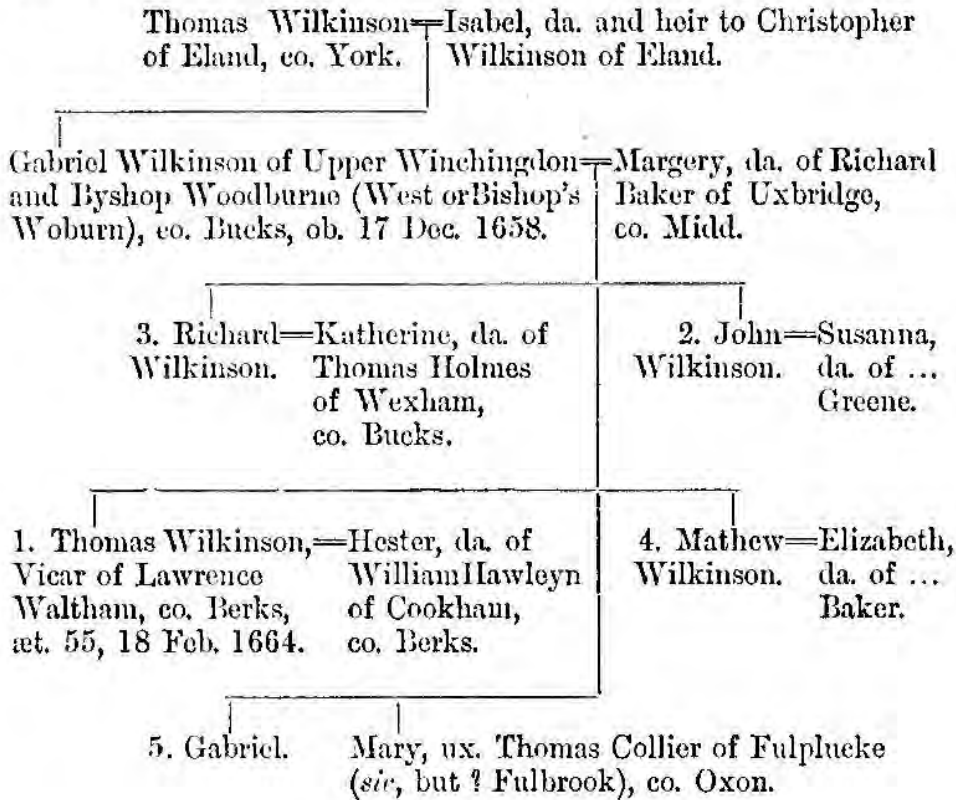 Thomas Wilkinson=Isabel, da. and heir to Christopher
of Eland, co. York. Wilkinson of Eland.
Gabriel Wilkinson of Upper Winchingdon=Margery, da. of Richard
and Byshop Woodburne (West orBishop's Baker of Uxbridge,
Woburn), co. Bucks, ob. 17 Dec. 1658. co. Midd.
3. Richard=Katherine, da. of
Wilkinson. Thomas Holmes
of Wexham,
co. Bucks.
2. John=Susanna,
Wilkinson. da. of ...
Greene.
1. Thomas Wilkinson,=Hester, da. of
Vicar of Lawrence William Hawleyn
Waltham, co. Berks, of Cookham,
æt. 55, 18 Feb. 1664. co. Berks.
4. Mathew=Elizabeth,
Wilkinson. da. of ...
Baker.
5. Gabriel. Mary, ux. Thomas Collier of Fulplucke
(sic, but ? Fulbrook), co. Oxon.